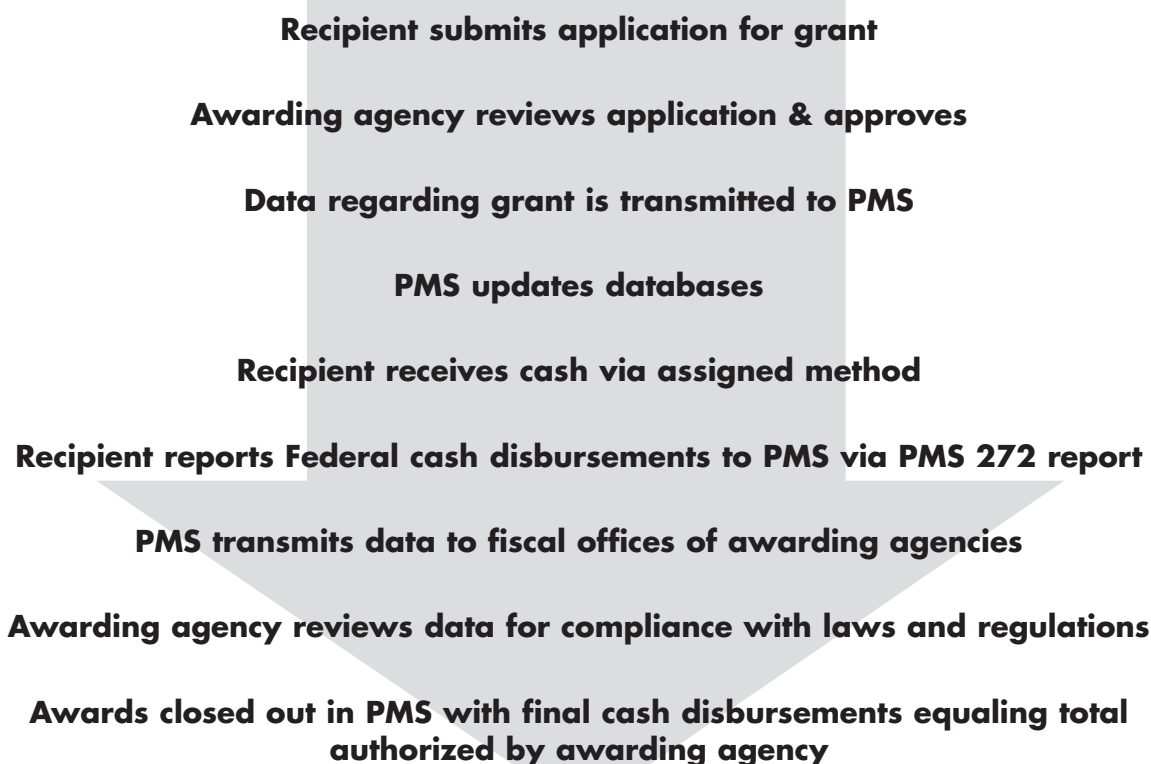 Recipient submits application for grant
Awarding agency reviews application & approves
Data regarding grant is transmitted to PMS
PMS updates databases
Recipient receives cash via assigned method
Recipient reports Federal cash disbursements to PMS via PMS 272 report
PMS transmits data to fiscal offices of awarding agencies
Awarding agency reviews data for compliance with laws and regulations
Awards closed out in PMS with final cash disbursements equaling total
authorized by awarding agency